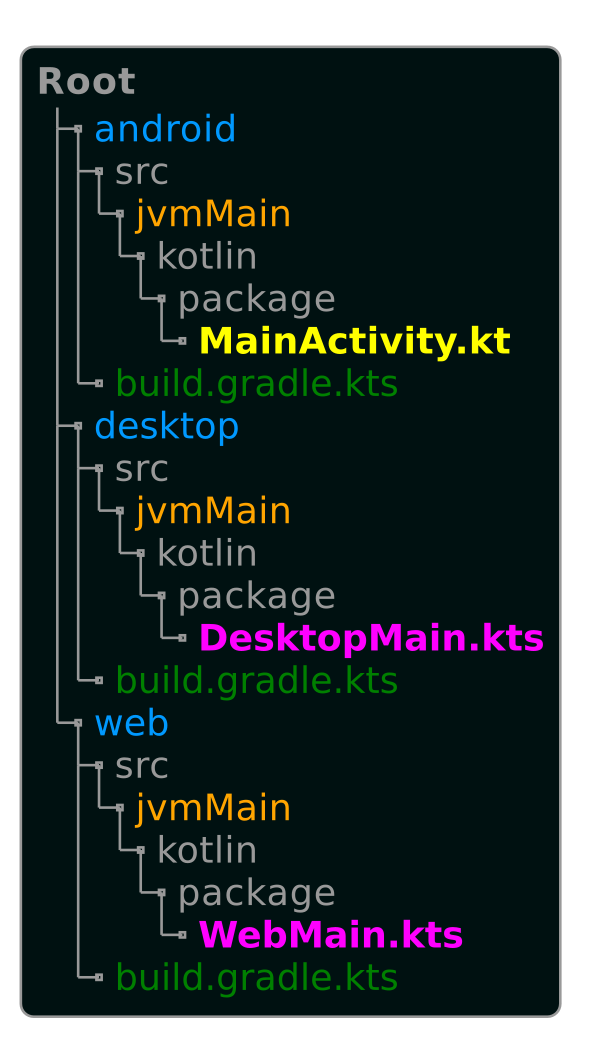 Root
android
src
jvmMain
kotlin
package
MainActivity.kt
build.gradle.kts
desktop
src
jvmMain
kotlin
package
DesktopMain.kts
build.gradle.kts
web
src
jvmMain
kotlin
package
WebMain.kts
build.gradle.kts